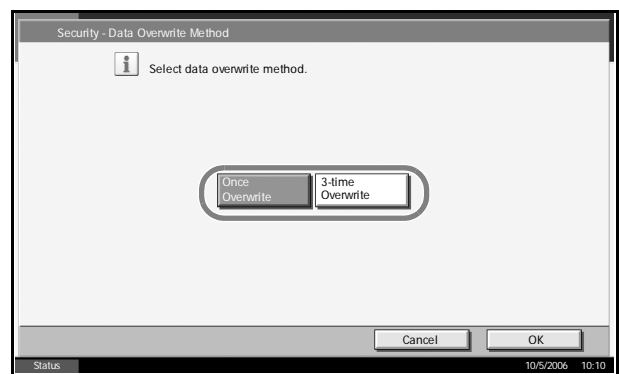 Security - Data Overwrite Method
Select data overwrite method.
Once
Overwrite
3-time
Overwrite
Cancel
OK
Status
10/5/2006 10:10